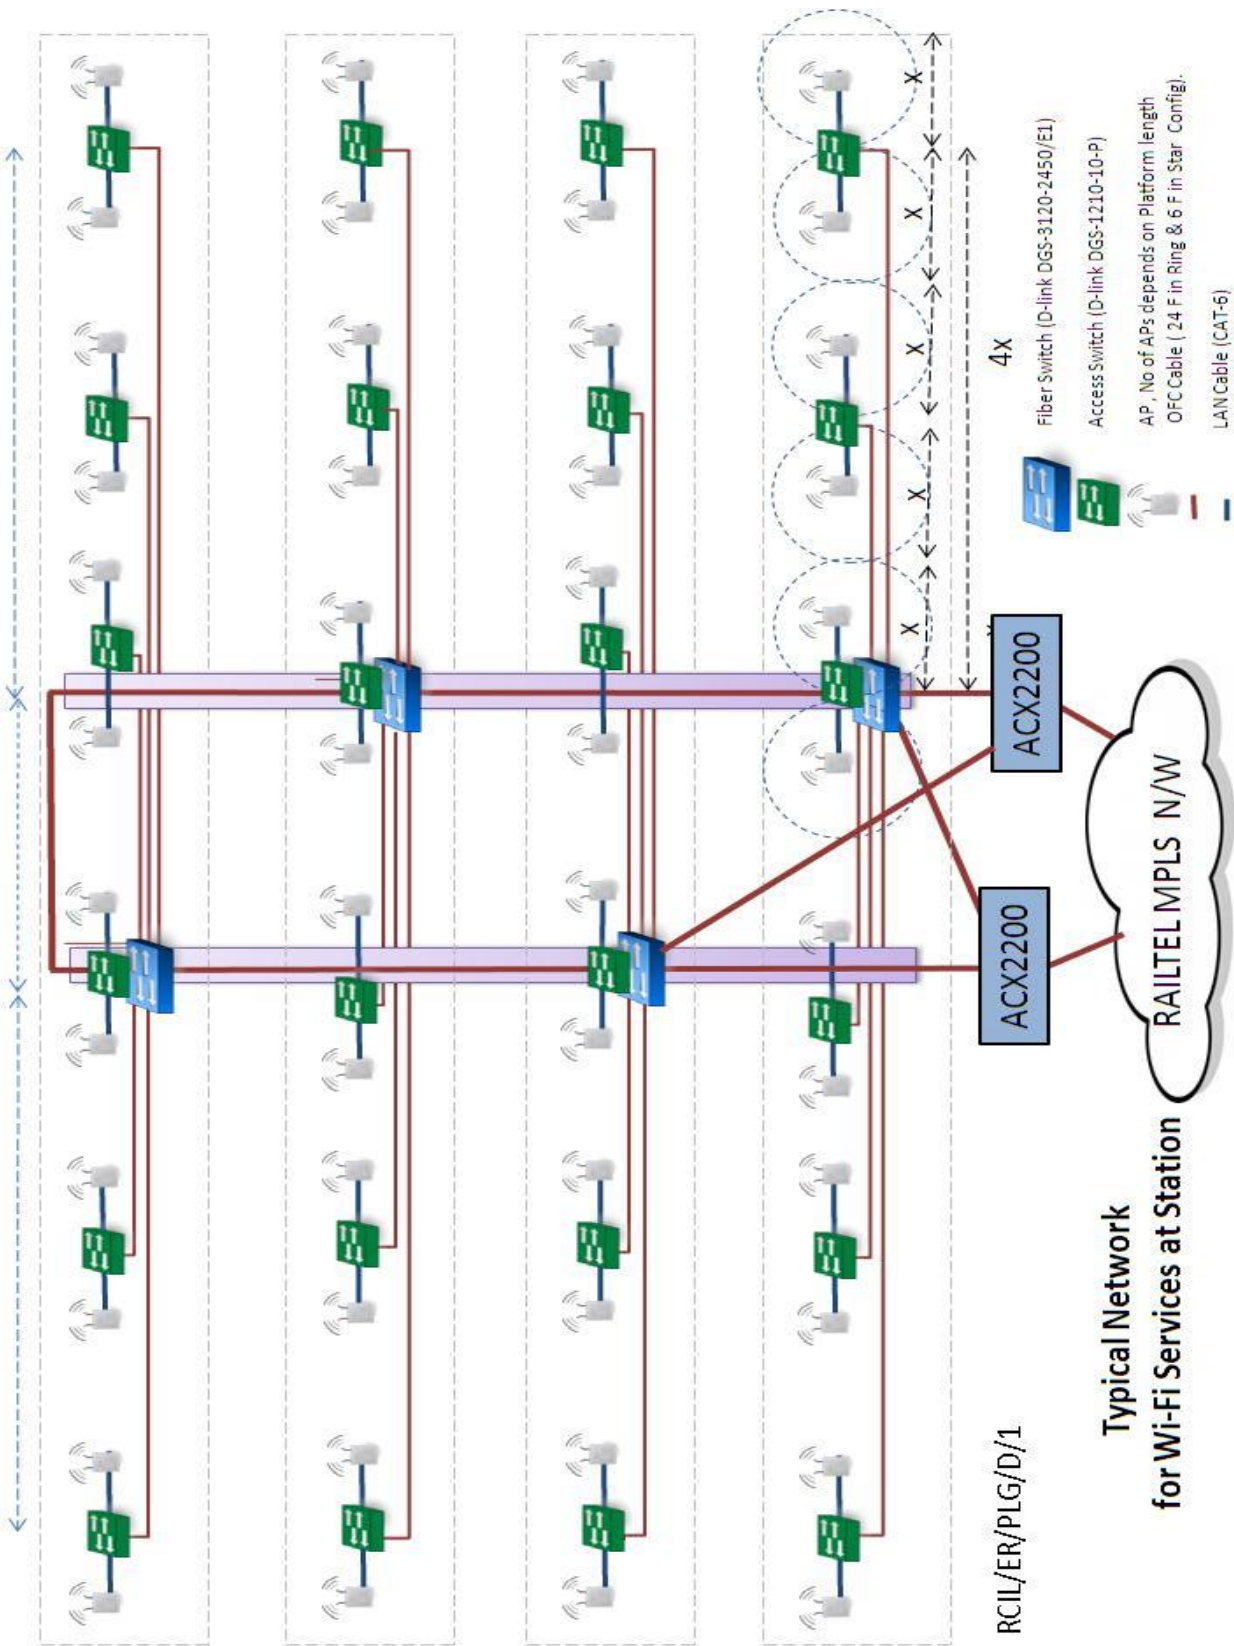 X
X
X
X
X
4x
ACX2200
ACX2200
RAILTEL MPLS N/W
Fiber Switch (D-link DGS-3120-2450/E1)
Access Switch (D-link DGS-1210-10-P)
AP , No of APs depends on Platform length
OFC Cable ( 24 F in Ring & 6 F in Star Config).
LAN Cable (CAT-6)
RCIL/ER/PLG/D/1
Typical Network
for Wi-Fi Services at Station